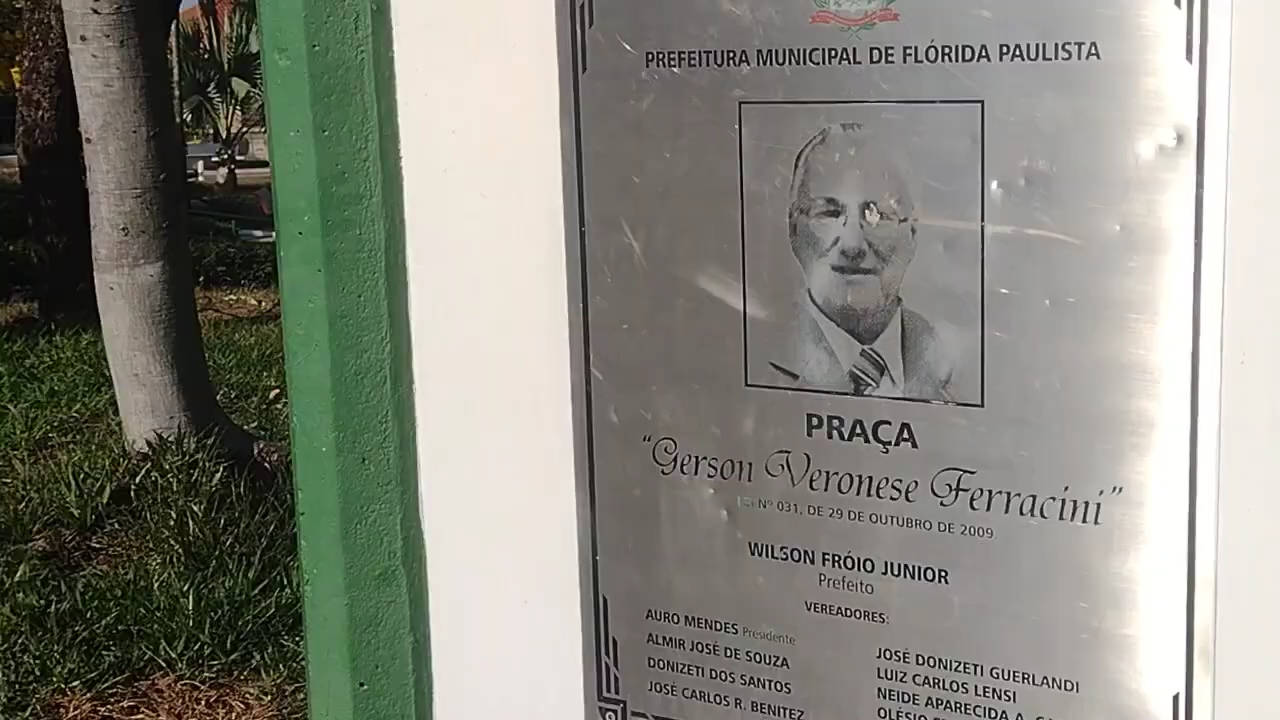 PREFEITURA MUNICIPAL DE FLÓRIDA PAULISTA
PRAÇA
“Gerson Veronese Ferracini”
Nº 031, DE 29 DE OUTUBRO DE 2009.
WILSON FRÓIO JUNIOR
Prefeito
VEREADORES:
AURO MENDES Presidente
ALMIR JOSÉ DE SOUZA
DONIZETI DOS SANTOS
JOSÉ CARLOS R. BENITEZ
JOSÉ DONIZETI GUERLANDI
LUIZ CARLOS LENSI
NEIDE APARECIDA A.